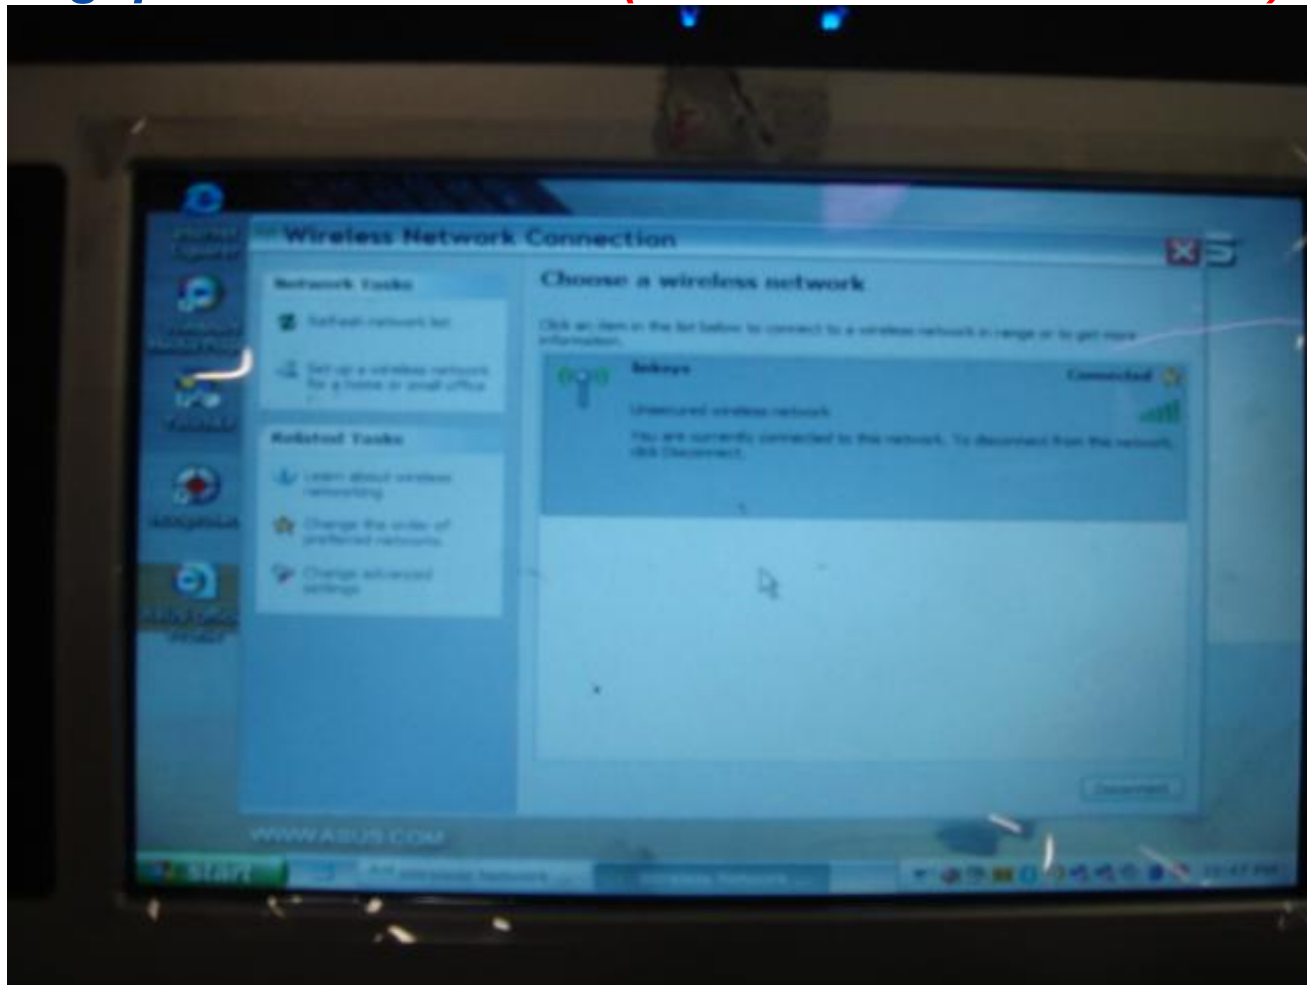 Wireless Network Connection
Network Tasks
Refresh network list
Set up a wireless network
for a home or small office
Related Tasks
Learn about wireless
networking
Change the order of
preferred networks
Change advanced
settings
Choose a wireless network
Click an item in the list below to connect to a wireless network in range or to get more
information.
linksys
Connected
Unsecured wireless network
You are currently connected to this network. To disconnect from this network,
click Disconnect.
Disconnect
Internet
Explorer
WWW.ASUS.COM
start
Wireless Network